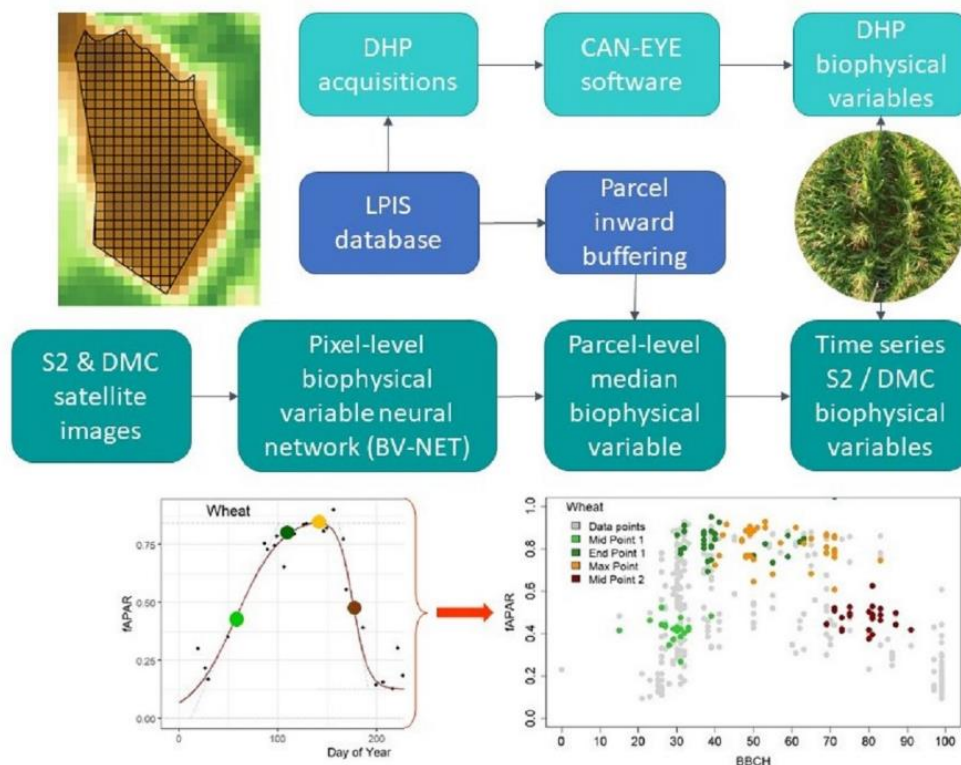 DHP
acquisitions
CAN-EYE
software
DHP
biophysical
variables
LPIS
database
Parcel
inward
buffering
S2 & DMC
satellite
images
Pixel-level
biophysical
variable neural
network (BV-NET)
Parcel-level
median
biophysical
variable
Time series
S2 / DMC
biophysical
variables
Wheat
fAPAR
0.75
0.50
0.25
0.00
0
100
200
Day of Year
Wheat
Data points
Mid Point 1
End Point 1
Max Point
Mid Point 2
fAPAR
1.0
0.8
0.6
0.4
0.2
0.0
0 10 20 30 40 50 60 70 80 90 100
BBCH